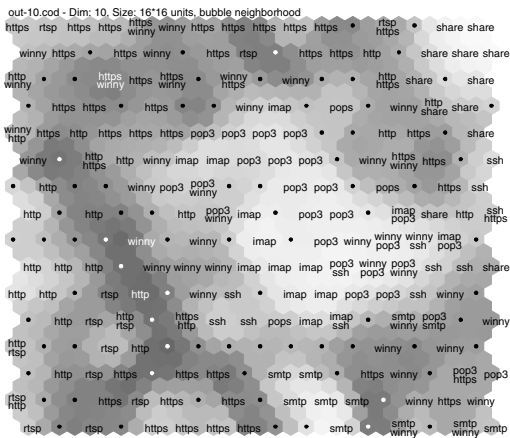 out-10.cod - Dim: 10, Size: 16*16 units, bubble neighborhood
https rtsp https https winny winny https https https https https https rtsp https share share
winny https winny https rtsp https https http share share share
http winny https https winny https winny https winny winny https http https share share
https https https winny imap pops winny http share share
winny http https http https https https pop3 pop3 pop3 pop3 https https share
winny http https http winny imap imap pop3 pop3 pop3 winny https winny https ssh
http winny pop3 pop3 winny pop3 pop3 pops https ssh
http http http pop3 winny imap pop3 pop3 imap pop3 share http ssh https
winny winny imap pop3 winny winny pop3 winny ssh imap pop3
http http http winny winny winny imap imap pop3 ssh winny pop3 pop3 winny ssh ssh share
http http rtsp http winny ssh imap imap pop3 pop3 ssh winny
http rtsp http rtsp https http ssh ssh pops imap imap ssh smtp winny pop3 smtp winny
http rtsp rtsp http winny winny
http rtsp https https https smtp smtp https winny pop3 https pop3
rtsp http https rtsp https https smtp smtp smtp winny https winny
rtsp rtsp https https https smtp smtp winny smtp winny smtp